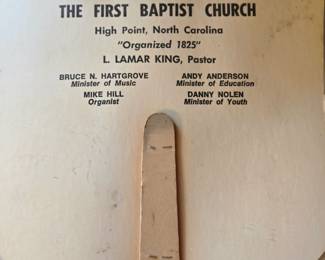 THE FIRST BAPTIST CHURCH
High Point, North Carolina
"Organized 1825"
L. LAMAR KING, Pastor
BRUCE N. HARTGROVE
Minister of Music
ANDY ANDERSON
Minister of Education
MIKE HILL
Organist
DANNY NOLEN
Minister of Youth